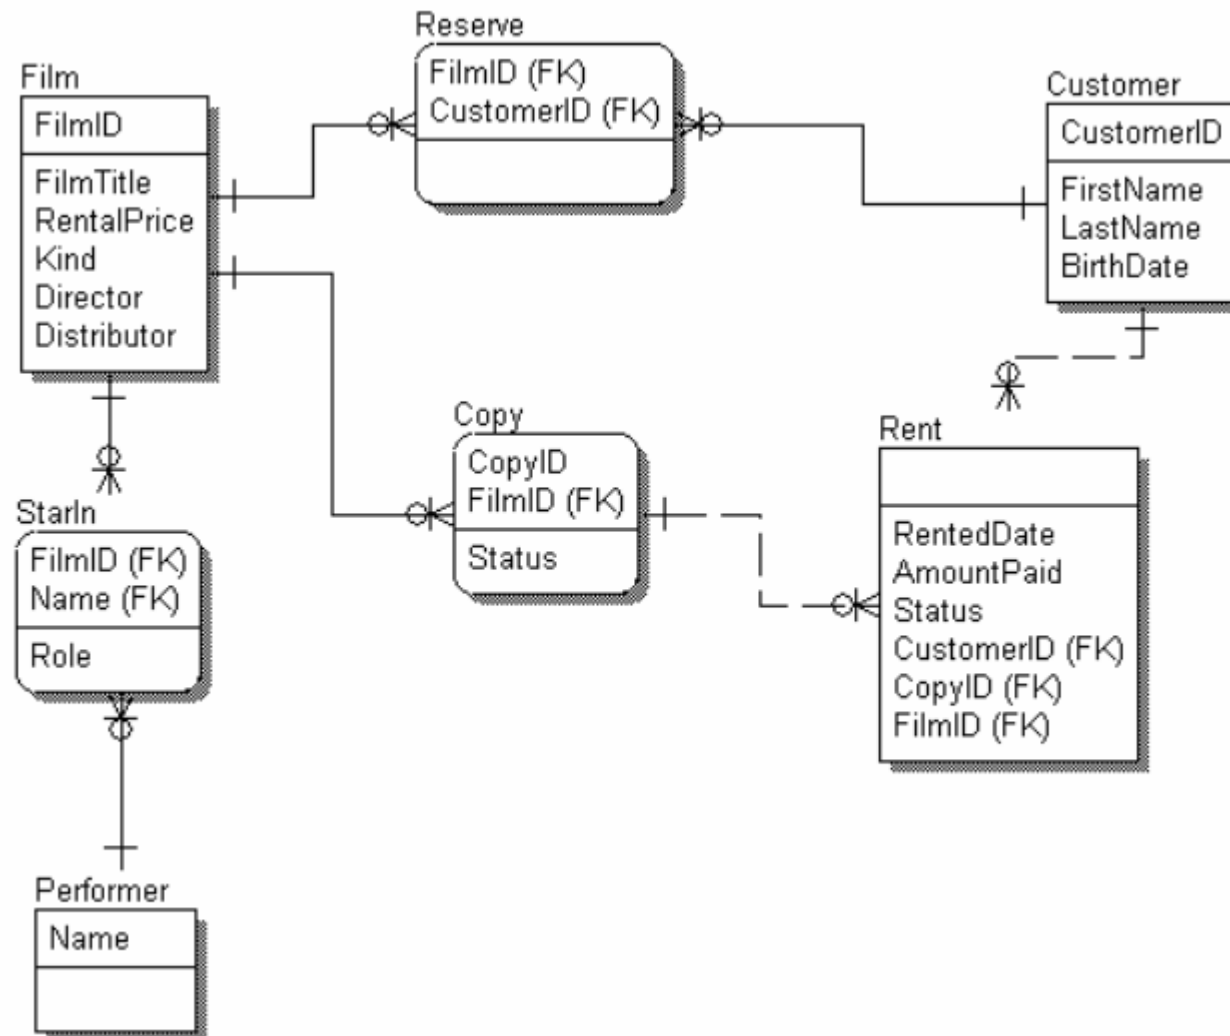 Reserve
FilmID (FK)
CustomerID (FK)
Film
FilmID
FilmTitle
RentalPrice
Kind
Director
Distributor
Customer
CustomerID
FirstName
LastName
BirthDate
Copy
CopyID
FilmID (FK)
Status
Rent
RentedDate
AmountPaid
Status
CustomerID (FK)
CopyID (FK)
FilmID (FK)
StarIn
FilmID (FK)
Name (FK)
Role
Performer
Name